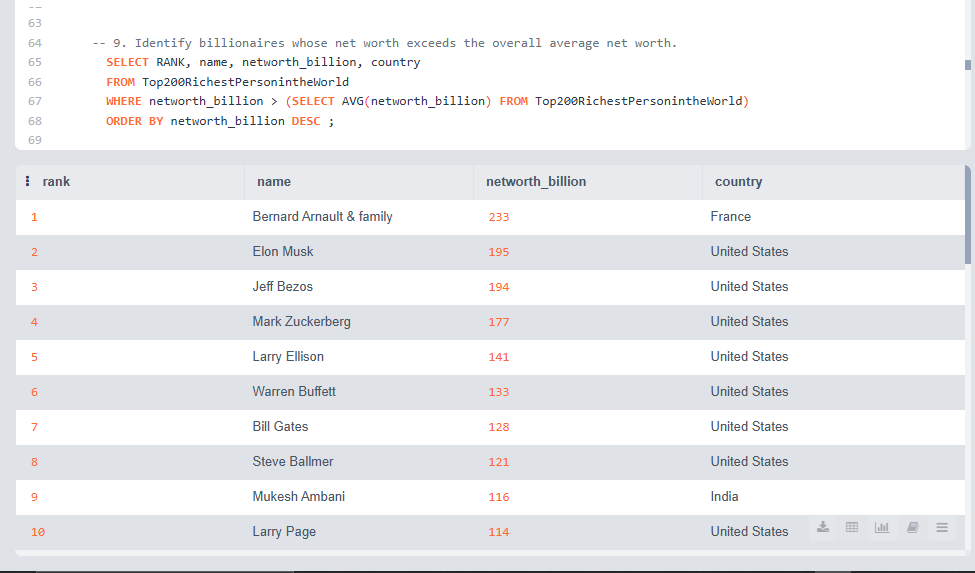 63
64 -- 9. Identify billionaires whose net worth exceeds the overall average net worth.
65 SELECT RANK, name, networth_billion, country
66 FROM Top200RichestPersonintheWorld
67 WHERE networth_billion > (SELECT AVG(networth_billion) FROM Top200RichestPersonintheWorld)
68 ORDER BY networth_billion DESC ;
69
rank name networth_billion country
1 Bernard Arnault & family 233 France
2 Elon Musk 195 United States
3 Jeff Bezos 194 United States
4 Mark Zuckerberg 177 United States
5 Larry Ellison 141 United States
6 Warren Buffett 133 United States
7 Bill Gates 128 United States
8 Steve Ballmer 121 United States
9 Mukesh Ambani 116 India
10 Larry Page 114 United States